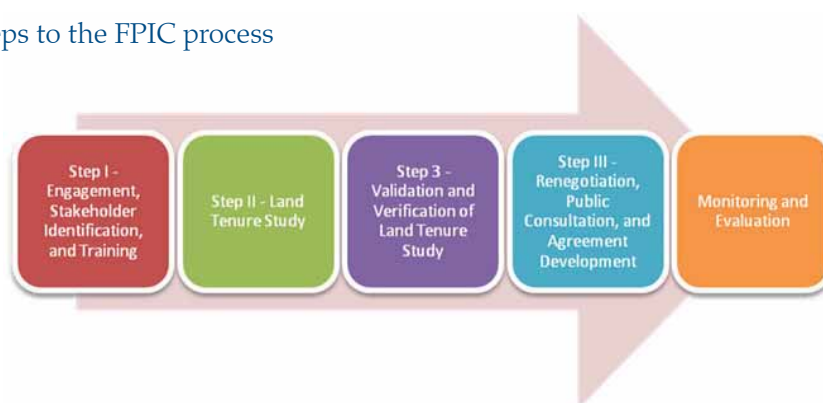 to the FPIC process
Step I -
Engagement,
Stakeholder
Identification,
and Training
Step II - Land
Tenure Study
Step 3 -
Validation and
Verification of
Land Tenure
Study
Step III -
Renegotiation,
Public
Consultation, and
Agreement
Development
Monitoring and
Evaluation